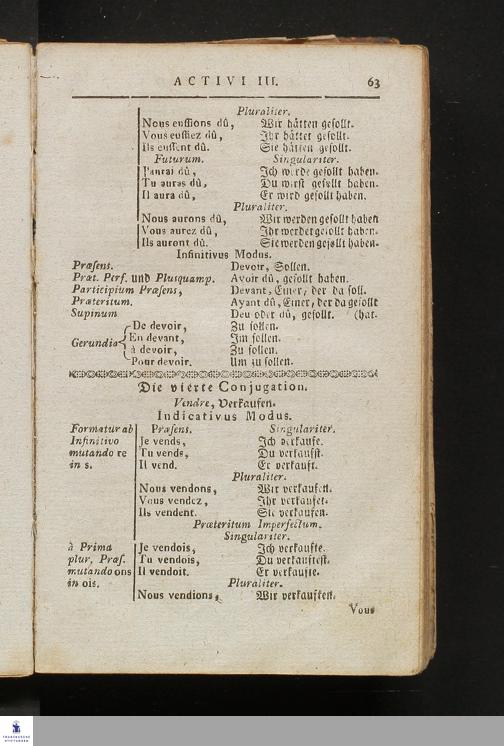 ACTIVI III. 63
Pluraliter.
Nous eussions dû, Wir hätten gesollt.
Vous eussiez dû, Ihr hättet gesollt.
Ils eussent dû. Sie hätten gesollt.
Futurum. Singulariter.
J'aurai dû, Ich werde gesollt haben.
Tu auras dû, Du wirst gesollt haben.
Il aura dû, Er wird gesollt haben.
Pluraliter.
Nous aurons dû, Wir werden gesollt haben
Vous aurez dû, Ihr werdet gesollt haben.
Ils auront dû. Sie werden gesollt haben.
Infinitivus Modus.
Præsens. Devoir, Sollen.
Præt. Perf. und Plusquamp. Avoir dû, gesollt haben.
Participium Præsens, Devant, Einer, der da soll.
Præteritum. Ayant dû, Einer, der da gesollt
Supinum Deu oder dû, gesollt. (hat.
De devoir, Zu sollen.
Gerundia En devant, Im sollen.
à devoir, Zu sollen.
Pour devoir. Um zu sollen.
Die vierte Conjugation.
Vendre, Verkaufen.
Indicativus Modus.
Formatur ab Præsens. Singulariter.
Infinitivo Je vends, Ich verkaufe.
mutando re Tu vends, Du verkaufst.
in s. Il vend. Er verkauft.
Pluraliter.
Nous vendons, Wir verkaufen.
Vous vendez, Ihr verkaufet.
Ils vendent. Sie verkaufen.
Præteritum Imperfectum.
Singulariter.
à Prima Je vendois, Ich verkaufte.
plur. Præs. Tu vendois, Du verkauftest.
mutando ons Il vendoit. Er verkaufte.
in ois. Pluraliter.
Nous vendions, Wir verkauften.
Vous